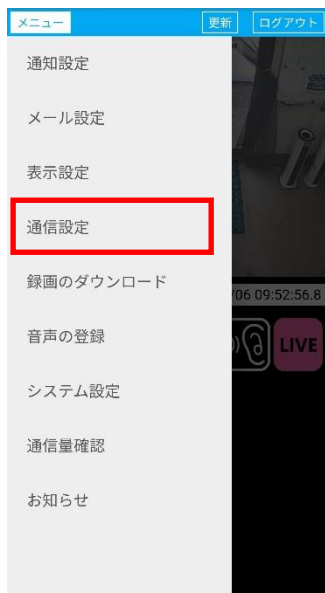 メニュー 更新 ログアウト
通知設定
メール設定
表示設定
通信設定
録画のダウンロード
/06 09:52:56.8
音声の登録
LIVE
システム設定
通信量確認
お知らせ